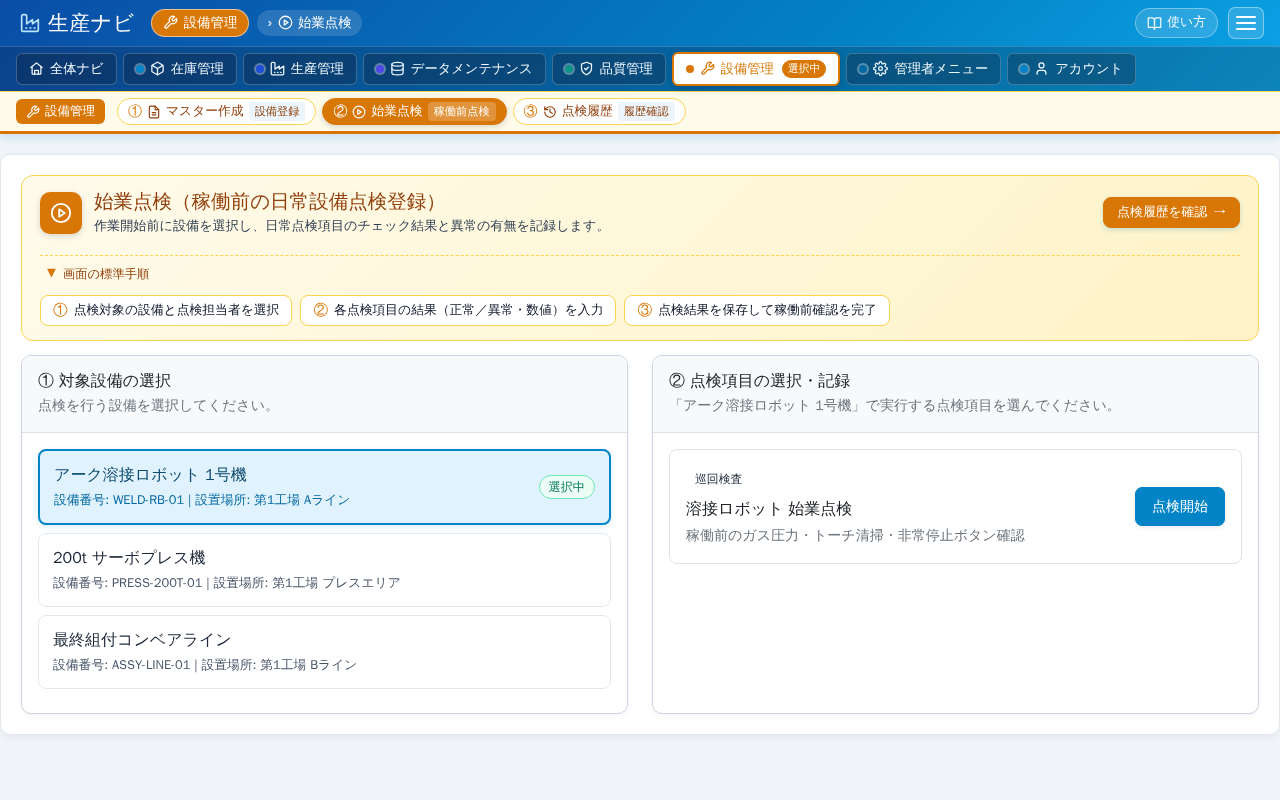 生産ナビ 設備管理 › 始業点検 使い方
全体ナビ 在庫管理 生産管理 データメンテナンス 品質管理 設備管理 選択中 管理者メニュー アカウント
設備管理 ① マスター作成 設備登録 ② 始業点検 稼働前点検 ③ 点検履歴 履歴確認
始業点検（稼働前の日常設備点検登録）
作業開始前に設備を選択し、日常点検項目のチェック結果と異常の有無を記録します。
点検履歴を確認 →
▼ 画面の標準手順
① 点検対象の設備と点検担当者を選択 ② 各点検項目の結果（正常／異常・数値）を入力 ③ 点検結果を保存して稼働前確認を完了
① 対象設備の選択
点検を行う設備を選択してください。
アーク溶接ロボット 1号機
設備番号: WELD-RB-01 | 設置場所: 第1工場 Aライン
選択中
200t サーボプレス機
設備番号: PRESS-200T-01 | 設置場所: 第1工場 プレスエリア
最終組付コンベアライン
設備番号: ASSY-LINE-01 | 設置場所: 第1工場 Bライン
② 点検項目の選択・記録
「アーク溶接ロボット 1号機」で実行する点検項目を選んでください。
巡回検査
溶接ロボット 始業点検
稼働前のガス圧力・トーチ清掃・非常停止ボタン確認
点検開始